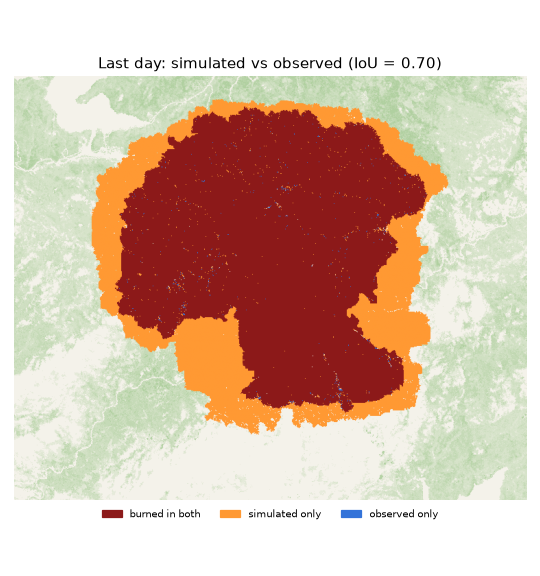 Last day: simulated vs observed (IoU = 0.70)
burned in both
simulated only
observed only